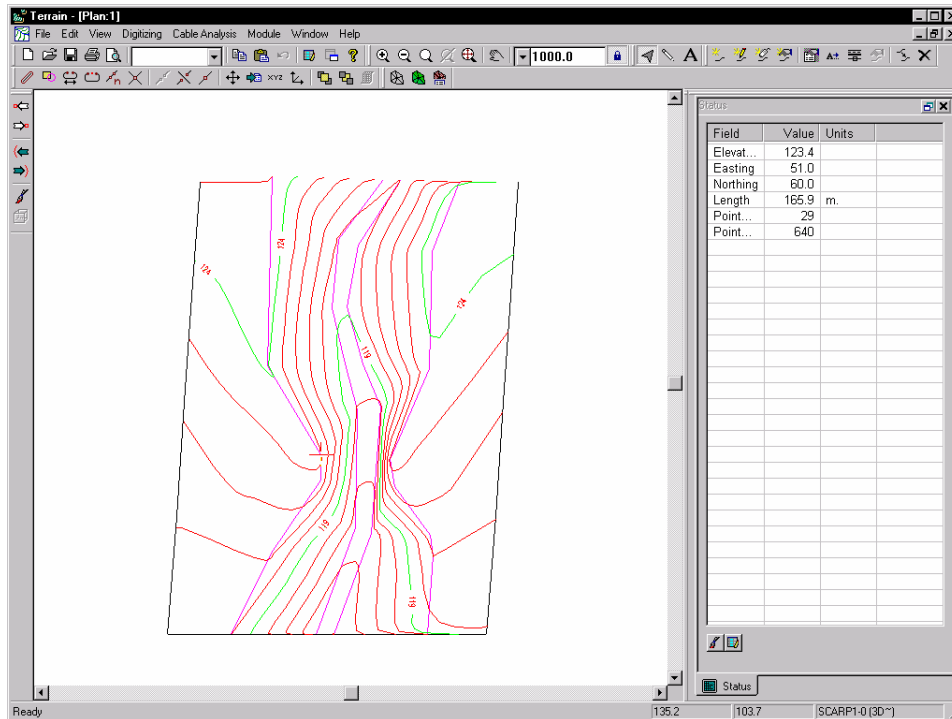 Terrain - [Plan:1]
File Edit View Digitizing Cable Analysis Module Window Help
1000.0
A
XYZ
Status
Field Value Units
Elevat... 123.4
Easting 51.0
Northing 60.0
Length 165.9 m.
Point... 29
Point... 640
124
124
124
119
119
119
Status
Ready 135.2 103.7 SCARP1-0 (3D~)